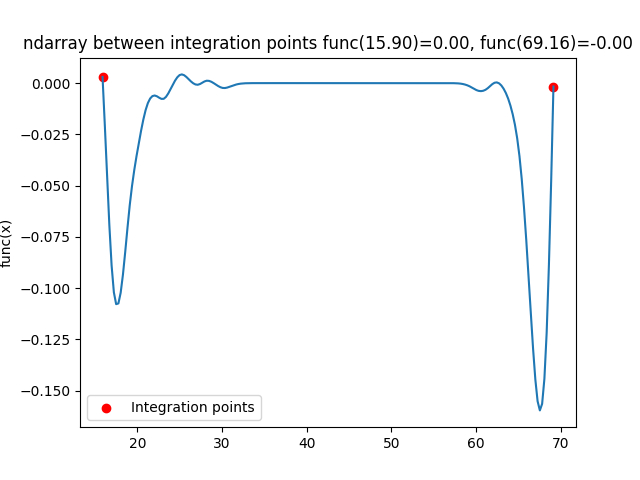 ndarray between integration points func(15.90)=0.00, func(69.16)=-0.00
0.000
−0.025
−0.050
−0.075
−0.100
−0.125
−0.150
func(x)
Integration points
20 30 40 50 60 70